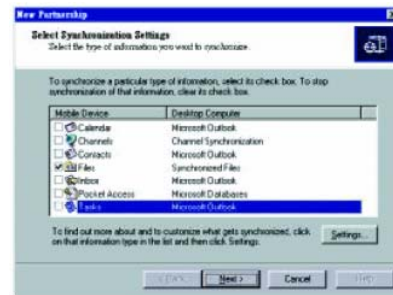 New Partnership
Select Synchronization Settings
Select the type of information you want to synchronize.
To synchronize a particular type of information, select its check box. To stop
synchronization of that information, clear its check box.
Mobile Device Desktop Computer
Calendar Microsoft Outlook
Channels Channel Synchronization
Contacts Microsoft Outlook
Files Synchronized Files
Inbox Microsoft Outlook
Pocket Access Microsoft Databases
Tasks Microsoft Outlook
To find out more about and to customize what gets synchronized, click
on that information type in the list and then click Settings.
Settings...
< Back Next > Cancel Help